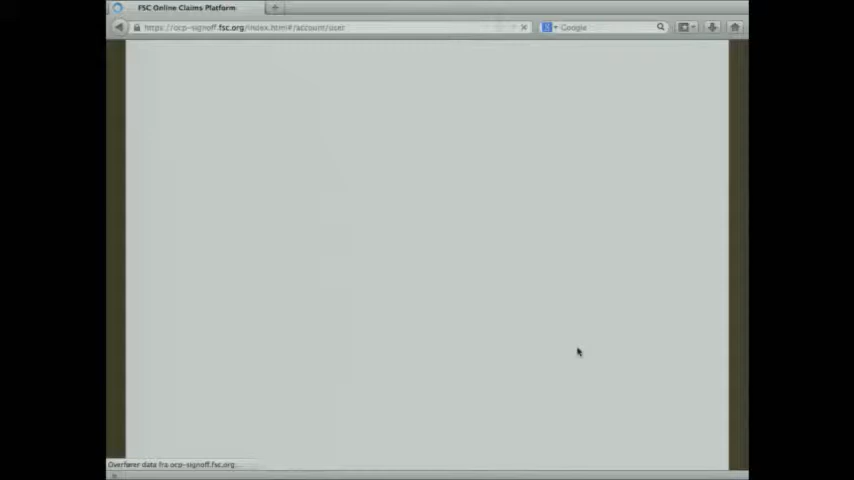 FSC Online Claims Platform
https://ocp-signoff.fsc.org/index.html#/account/user
Google
Overfører data fra ocp-signoff.fsc.org...